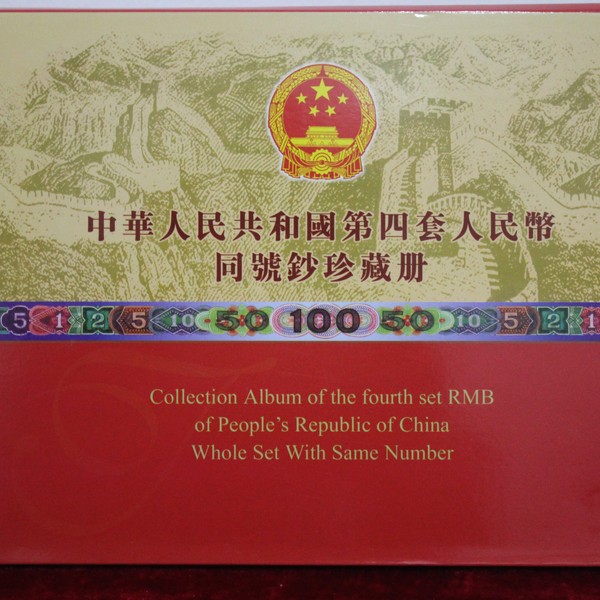 中華人民共和國第四套人民幣
同號鈔珍藏册
5 1 2 5 10 50 100 50 10 5 2 1
Collection Album of the fourth set RMB
of People's Republic of China
Whole Set With Same Number